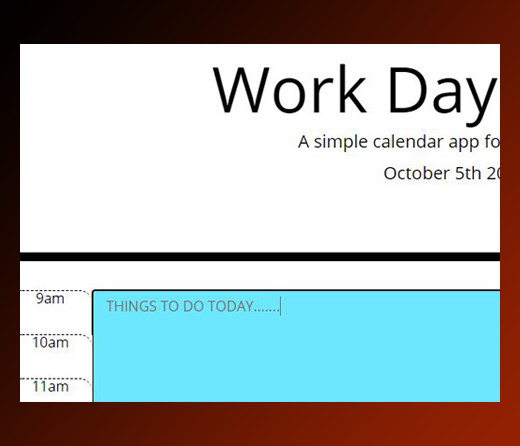 Work Day
A simple calendar app fo
October 5th 20
9am
THINGS TO DO TODAY.......
10am
11am